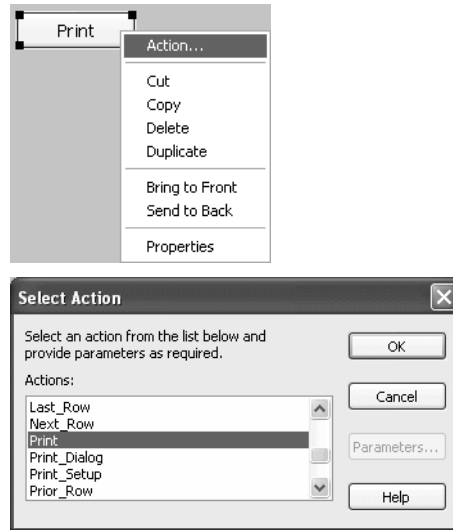 Print
Action...
Cut
Copy
Delete
Duplicate
Bring to Front
Send to Back
Properties
Select Action
Select an action from the list below and
provide parameters as required.
OK
Actions:
Cancel
Last_Row
Next_Row
Print
Parameters...
Print_Dialog
Print_Setup
Prior_Row
Help